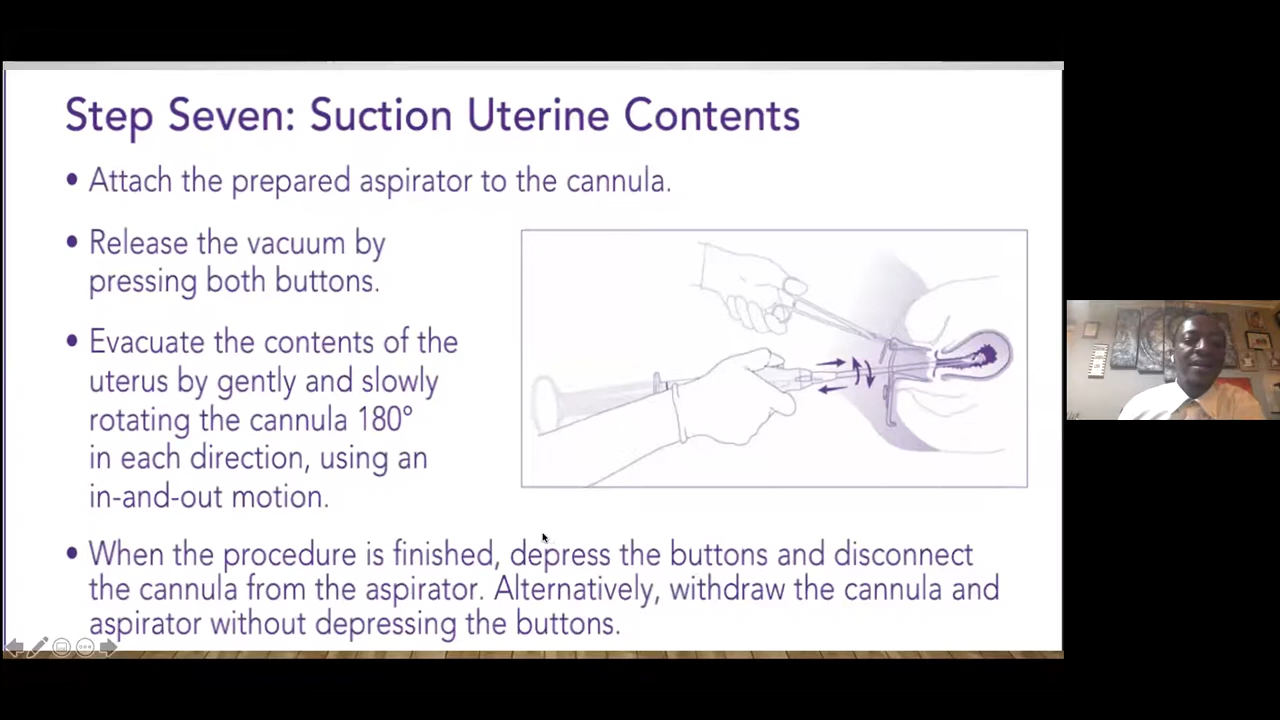 Step Seven: Suction Uterine Contents
• Attach the prepared aspirator to the cannula.
• Release the vacuum by
pressing both buttons.
• Evacuate the contents of the
uterus by gently and slowly
rotating the cannula 180°
in each direction, using an
in-and-out motion.
• When the procedure is finished, depress the buttons and disconnect
the cannula from the aspirator. Alternatively, withdraw the cannula and
aspirator without depressing the buttons.